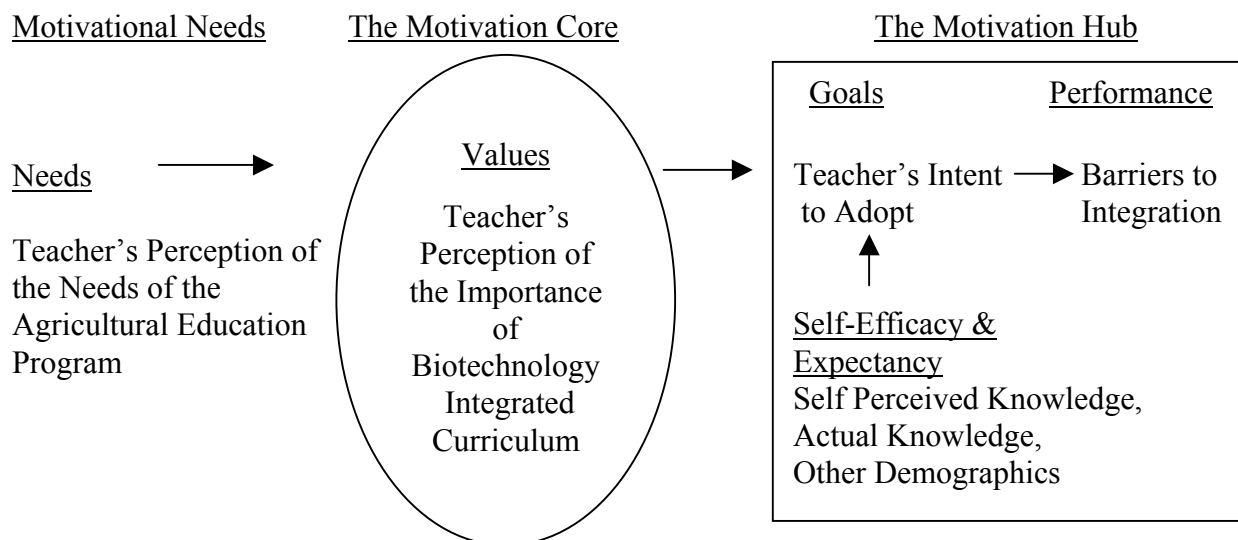 Motivational Needs
The Motivation Core
The Motivation Hub
Needs
Teacher's Perception of
the Needs of the
Agricultural Education
Program
Values
Teacher's
Perception of
the Importance
of
Biotechnology
Integrated
Curriculum
Goals
Performance
Teacher's Intent
to Adopt
Barriers to
Integration
Self-Efficacy &
Expectancy
Self Perceived Knowledge,
Actual Knowledge,
Other Demographics